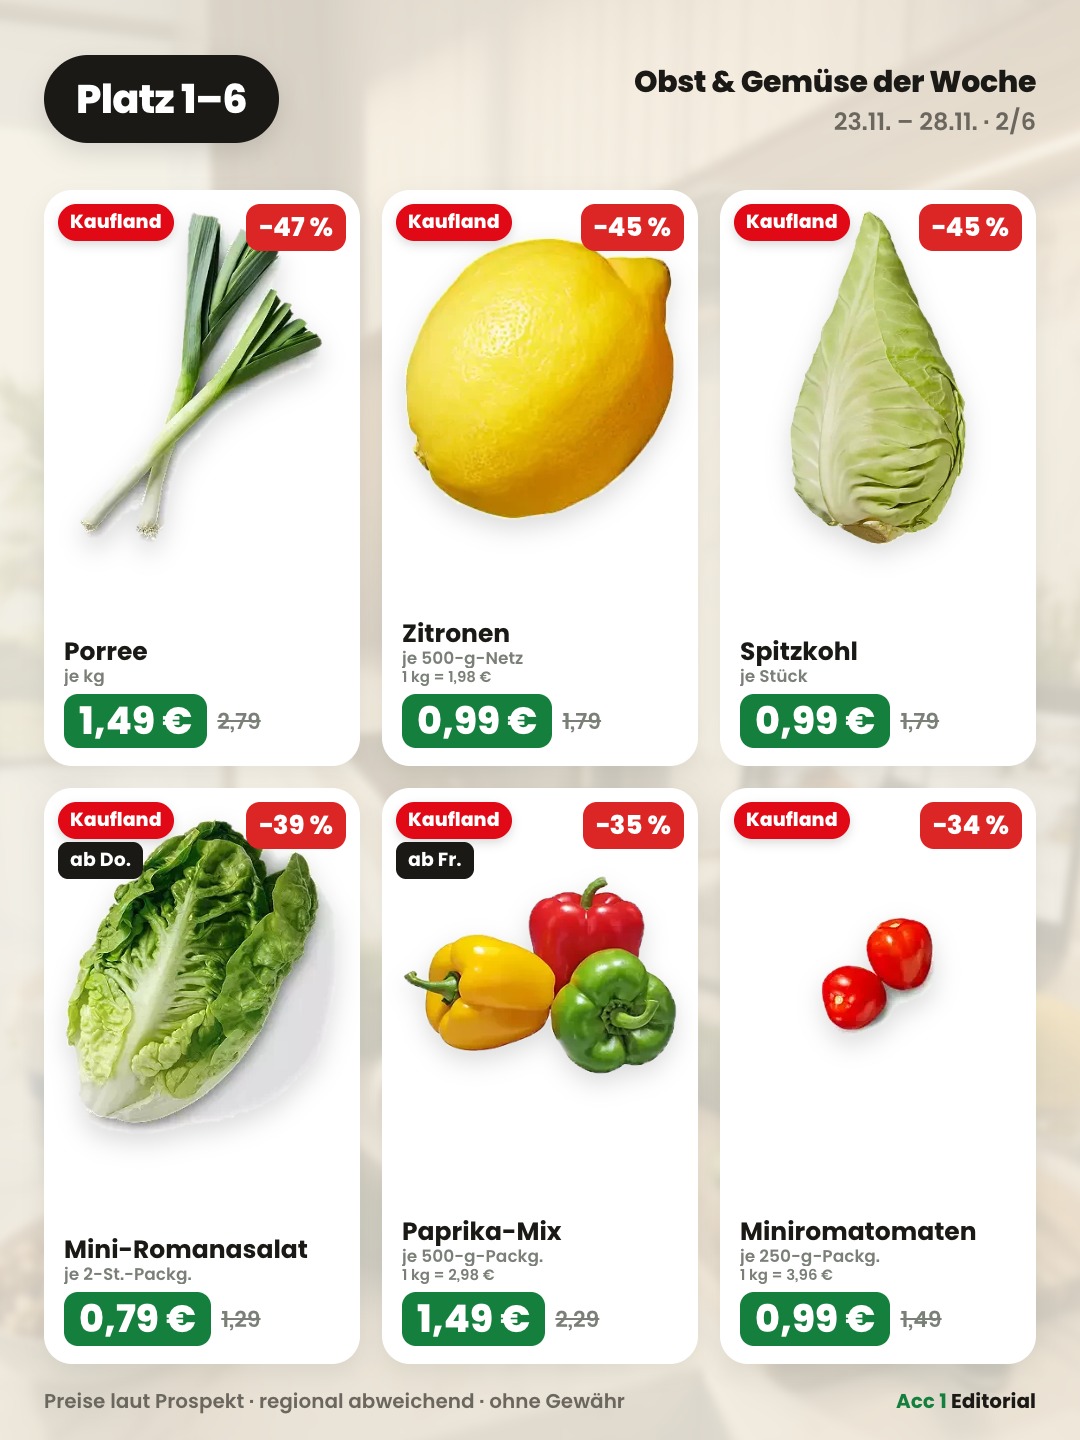 Platz 1–6
Obst & Gemüse der Woche
23.11. – 28.11. · 2/6
Kaufland
-47 %
Porree
je kg
1,49 €
2,79
Kaufland
-45 %
Zitronen
je 500-g-Netz
1 kg = 1,98 €
0,99 €
1,79
Kaufland
-45 %
Spitzkohl
je Stück
0,99 €
1,79
Kaufland
-39 %
ab Do.
Mini-Romanasalat
je 2-St.-Packg.
0,79 €
1,29
Kaufland
-35 %
ab Fr.
Paprika-Mix
je 500-g-Packg.
1 kg = 2,98 €
1,49 €
2,29
Kaufland
-34 %
Miniromatomaten
je 250-g-Packg.
1 kg = 3,96 €
0,99 €
1,49
Preise laut Prospekt · regional abweichend · ohne Gewähr
Acc 1 Editorial